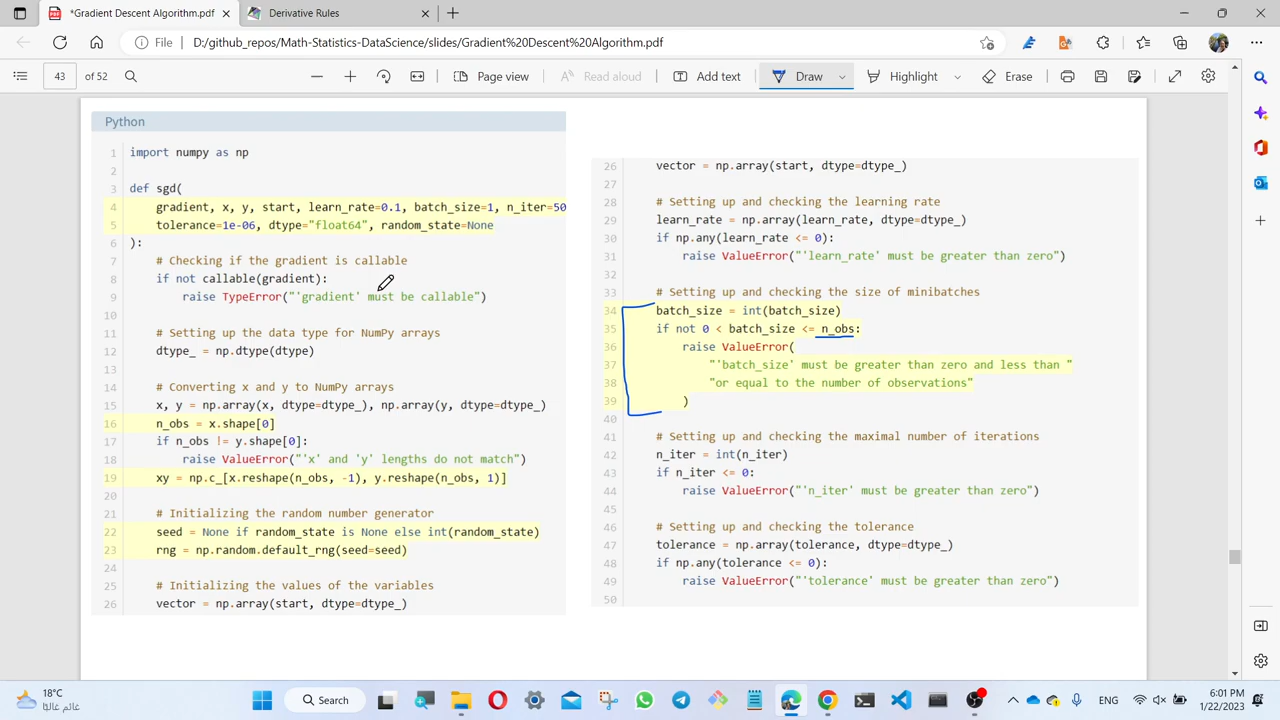 *Gradient Descent Algorithm.pdf
Derivative Rules
File
D:/github_repos/Math-Statistics-DataScience/slides/Gradient%20Descent%20Algorithm.pdf
43 of 52
Page view
Read aloud
Add text
Draw
Highlight
Erase
Python
1 import numpy as np
2
3 def sgd(
4 gradient, x, y, start, learn_rate=0.1, batch_size=1, n_iter=50
5 tolerance=1e-06, dtype="float64", random_state=None
6 ):
7 # Checking if the gradient is callable
8 if not callable(gradient):
9 raise TypeError("'gradient' must be callable")
10
11 # Setting up the data type for NumPy arrays
12 dtype_ = np.dtype(dtype)
13
14 # Converting x and y to NumPy arrays
15 x, y = np.array(x, dtype=dtype_), np.array(y, dtype=dtype_)
16 n_obs = x.shape[0]
17 if n_obs != y.shape[0]:
18 raise ValueError("'x' and 'y' lengths do not match")
19 xy = np.c_[x.reshape(n_obs, -1), y.reshape(n_obs, 1)]
20
21 # Initializing the random number generator
22 seed = None if random_state is None else int(random_state)
23 rng = np.random.default_rng(seed=seed)
24
25 # Initializing the values of the variables
26 vector = np.array(start, dtype=dtype_)
26 vector = np.array(start, dtype=dtype_)
27
28 # Setting up and checking the learning rate
29 learn_rate = np.array(learn_rate, dtype=dtype_)
30 if np.any(learn_rate <= 0):
31 raise ValueError("'learn_rate' must be greater than zero")
32
33 # Setting up and checking the size of minibatches
34 batch_size = int(batch_size)
35 if not 0 < batch_size <= n_obs:
36 raise ValueError(
37 "'batch_size' must be greater than zero and less than "
38 "or equal to the number of observations"
39 )
40
41 # Setting up and checking the maximal number of iterations
42 n_iter = int(n_iter)
43 if n_iter <= 0:
44 raise ValueError("'n_iter' must be greater than zero")
45
46 # Setting up and checking the tolerance
47 tolerance = np.array(tolerance, dtype=dtype_)
48 if np.any(tolerance <= 0):
49 raise ValueError("'tolerance' must be greater than zero")
50
18°C
غائم غالبًا
Search
ENG
6:01 PM
1/22/2023